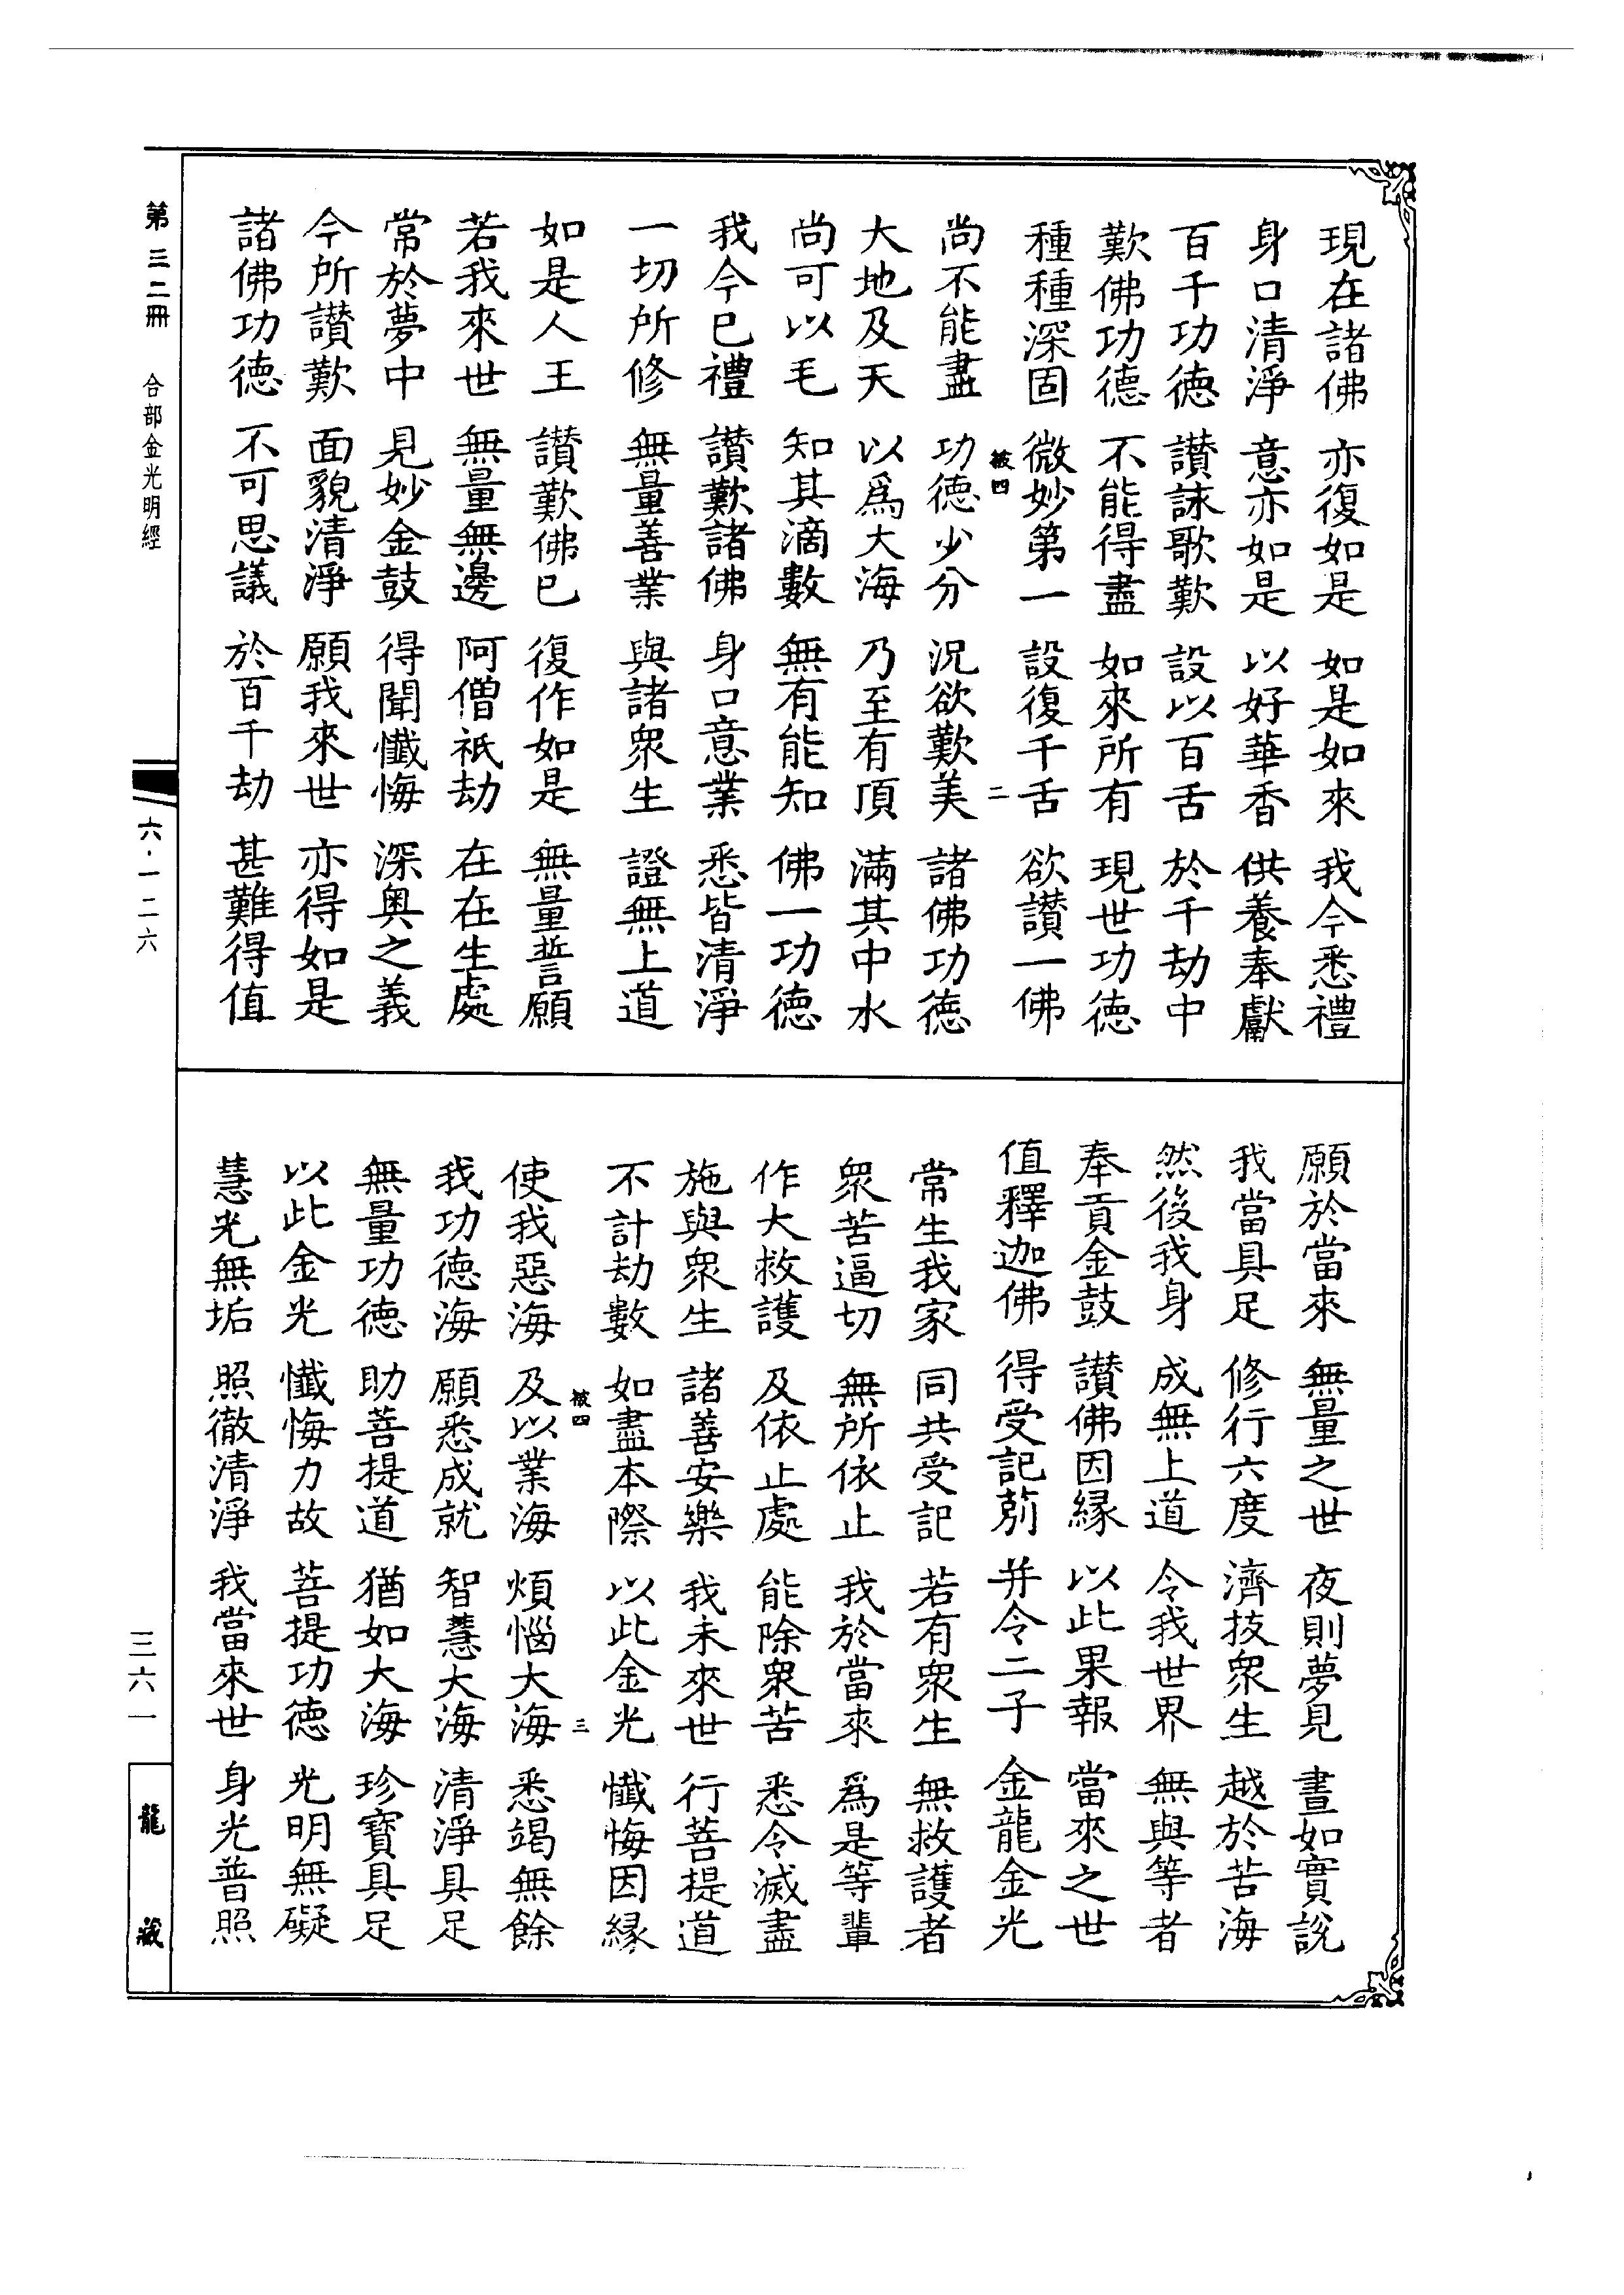 現在諸佛 亦復如是 如是如來 我今悉禮
身口清淨 意亦如是 以好華香 供養奉獻
百千功德 讃詠歌歎 設以百舌 於千劫中
歎佛功德 不能得盡 如來所有 現世功德
種種深固 微妙第一 設復千舌 欲讃一佛
被四 二
尚不能盡 功德少分 況欲歎美 諸佛功德
大地及天 以爲大海 乃至有頂 滿其中水
尚可以毛 知其滴數 無有能知 佛一功德
我今已禮 讃歎諸佛 身口意業 悉皆清淨
一切所修 無量善業 與諸衆生 證無上道
如是人王 讃歎佛已 復作如是 無量誓願
若我來世 無量無邊 阿僧祇劫 在在生處
常於夢中 見妙金鼓 得聞懺悔 深奥之義
今所讃歎 面貌清淨 願我來世 亦得如是
諸佛功德 不可思議 於百千劫 甚難得值
願於當來 無量之世 夜則夢見 晝如實說
我當具足 修行六度 濟技衆生 越於苦海
然後我身 成無上道 令我世界 無與等者
奉貢金鼓 讃佛因緣 以此果報 當來之世
值釋迦佛 得受記莂 并令二子 金龍金光
常生我家 同共受記 若有衆生 無救護者
衆苦逼切 無所依止 我於當來 爲是等輩
作大救護 及依止處 能除衆苦 悉令滅盡
施與衆生 諸善安樂 我未來世 行菩提道
不計劫數 如盡本際 以此金光 懺悔因緣
被四 三
使我惡海 及以業海 煩惱大海 悉竭無餘
我功德海 願悉成就 智慧大海 清淨具足
無量功德 助菩提道 猶如大海 珍寶具足
以此金光 懺悔力故 菩提功德 光明無礙
慧光無垢 照徹清淨 我當來世 身光普照
第三二冊 合部金光明經
六·一二六
三六一
龍藏